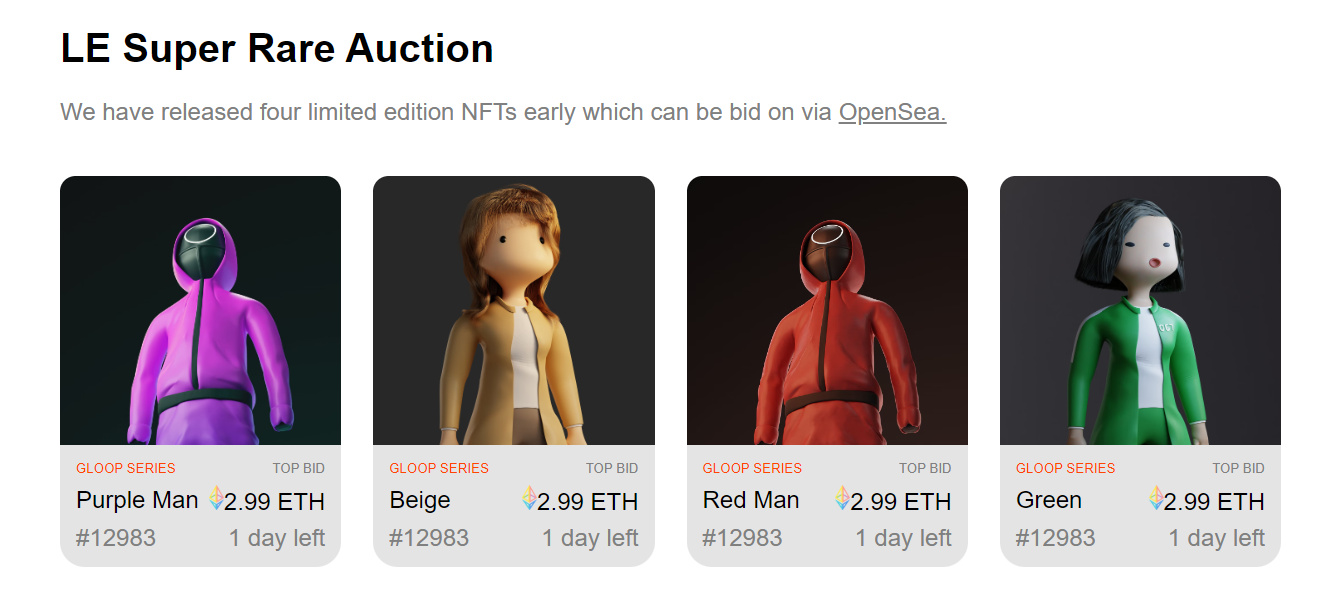 LE Super Rare Auction
We have released four limited edition NFTs early which can be bid on via OpenSea.
GLOOP SERIES TOP BID
Purple Man 2.99 ETH
#12983 1 day left
GLOOP SERIES TOP BID
Beige 2.99 ETH
#12983 1 day left
GLOOP SERIES TOP BID
Red Man 2.99 ETH
#12983 1 day left
GLOOP SERIES TOP BID
Green 2.99 ETH
#12983 1 day left